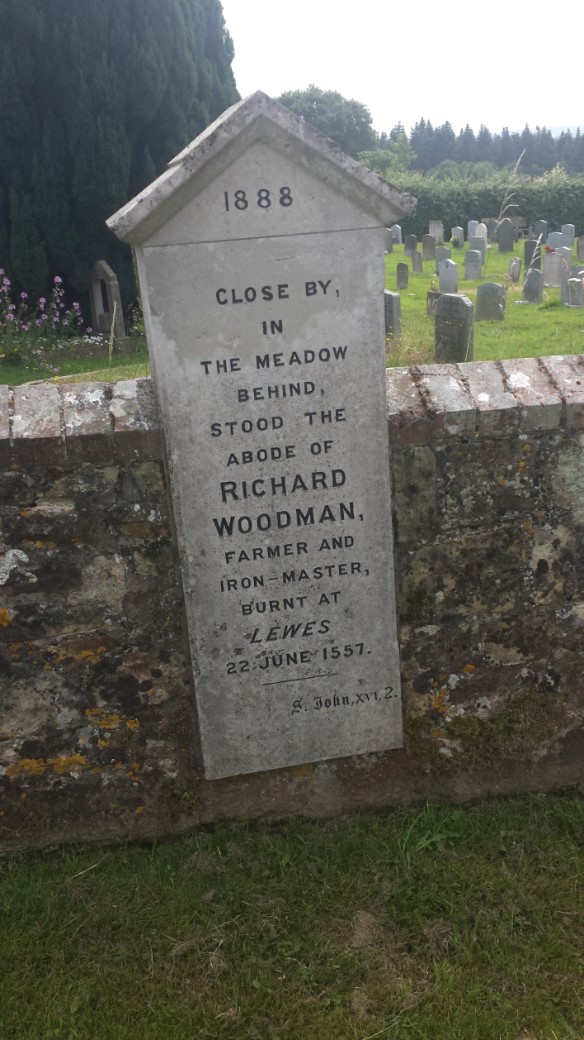 1888
CLOSE BY,
IN
THE MEADOW
BEHIND,
STOOD THE
ABODE OF
RICHARD
WOODMAN,
FARMER AND
IRON-MASTER,
BURNT AT
LEWES
22 JUNE 1557.
S. John, XVI, 2.